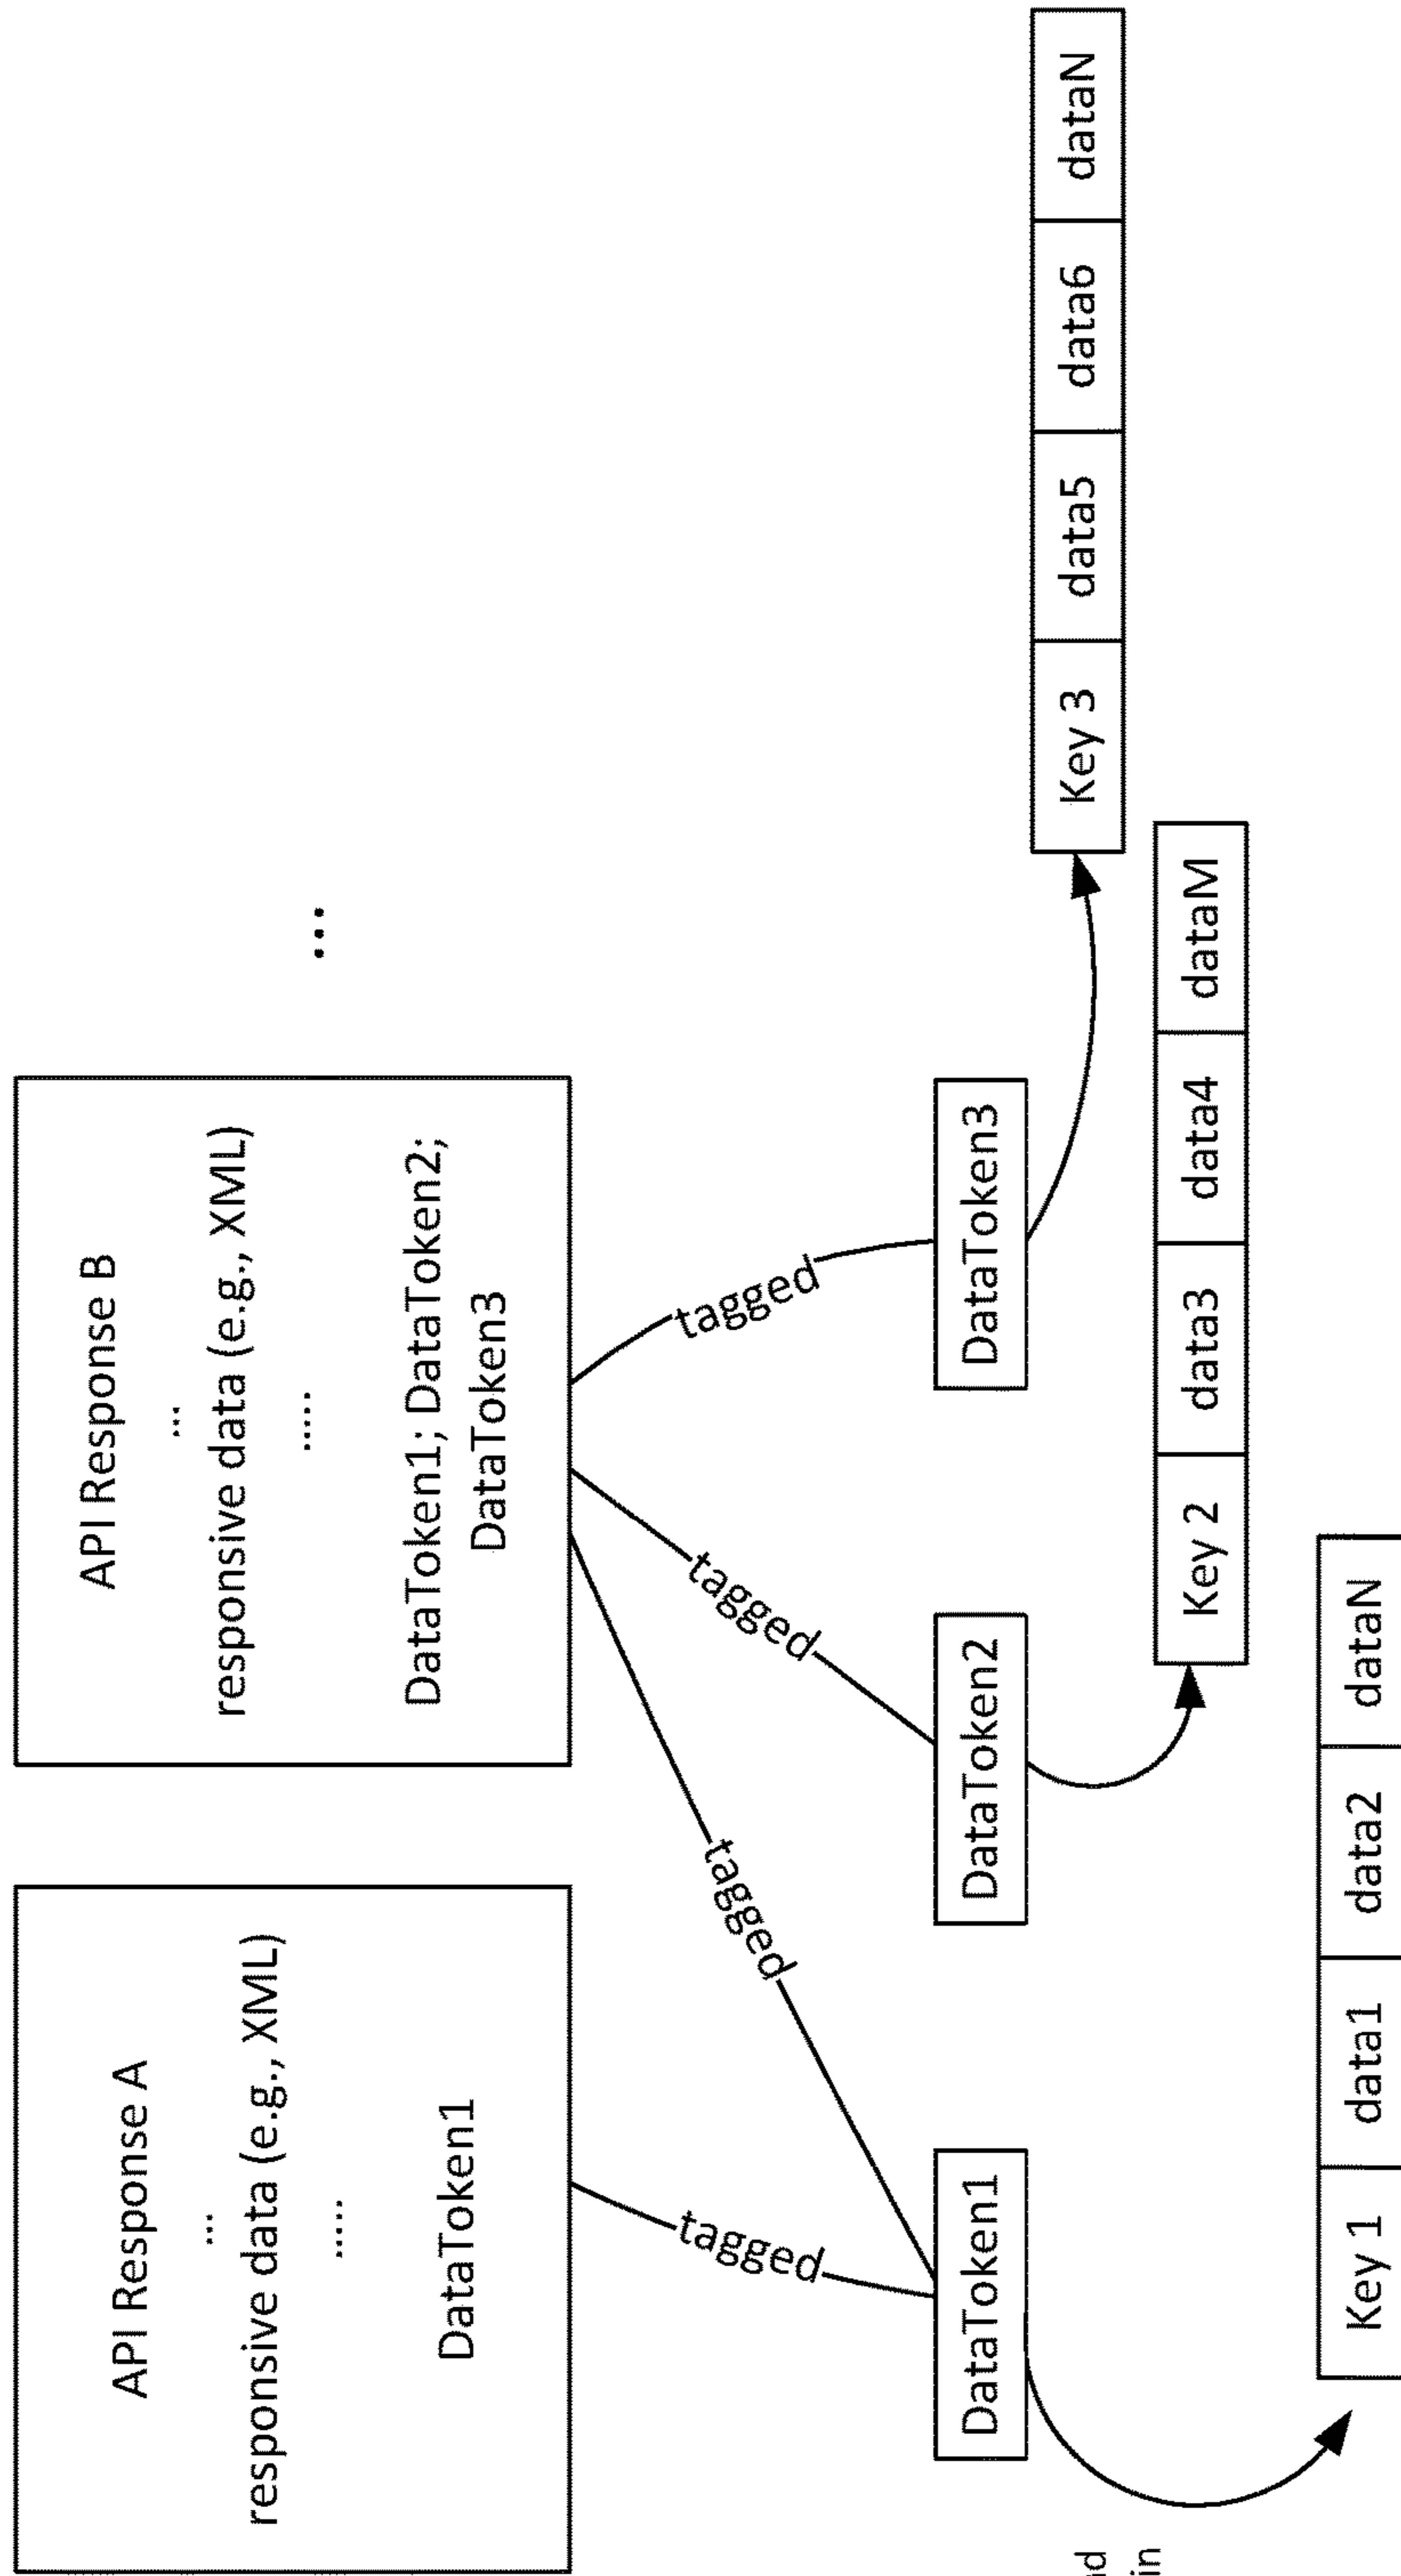 API Response A
...
responsive data (e.g., XML)
.....
DataToken1
API Response B
...
responsive data (e.g., XML)
.....
DataToken1; DataToken2;
DataToken3
...
tagged
tagged
tagged
tagged
DataToken1
DataToken2
DataToken3
Key 3 data5 data6 dataN
Key 2 data3 data4 dataM
Key 1 data1 data2 dataN
in